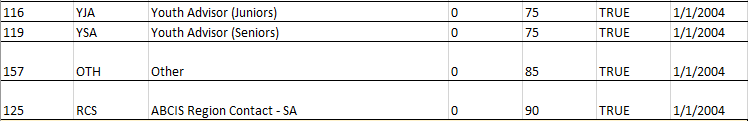 116 YJA Youth Advisor (Juniors) 0 75 TRUE 1/1/2004
119 YSA Youth Advisor (Seniors) 0 75 TRUE 1/1/2004
157 OTH Other 0 85 TRUE 1/1/2004
125 RCS ABCIS Region Contact - SA 0 90 TRUE 1/1/2004